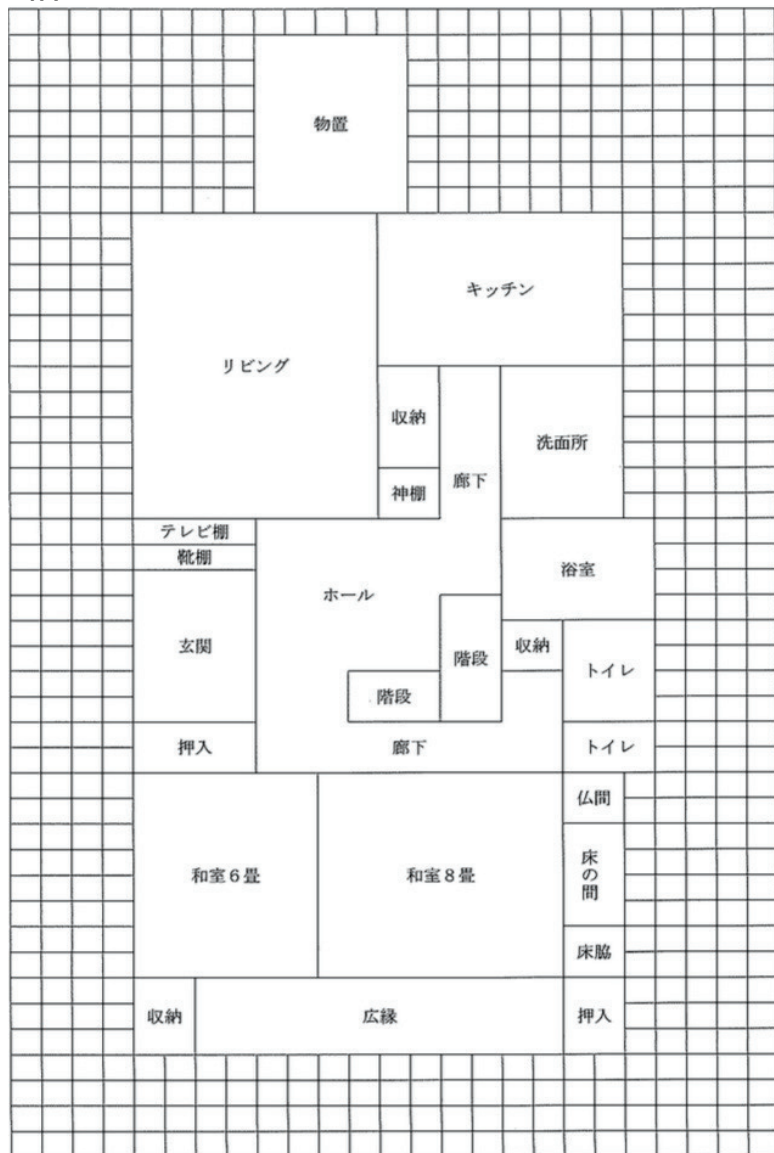 物置
キッチン
リビング
収納
洗面所
廊下
神棚
テレビ棚
靴棚
浴室
ホール
玄関
階段
収納
トイレ
階段
押入
廊下
トイレ
仏間
和室6畳
和室8畳
床の間
床脇
収納
広縁
押入